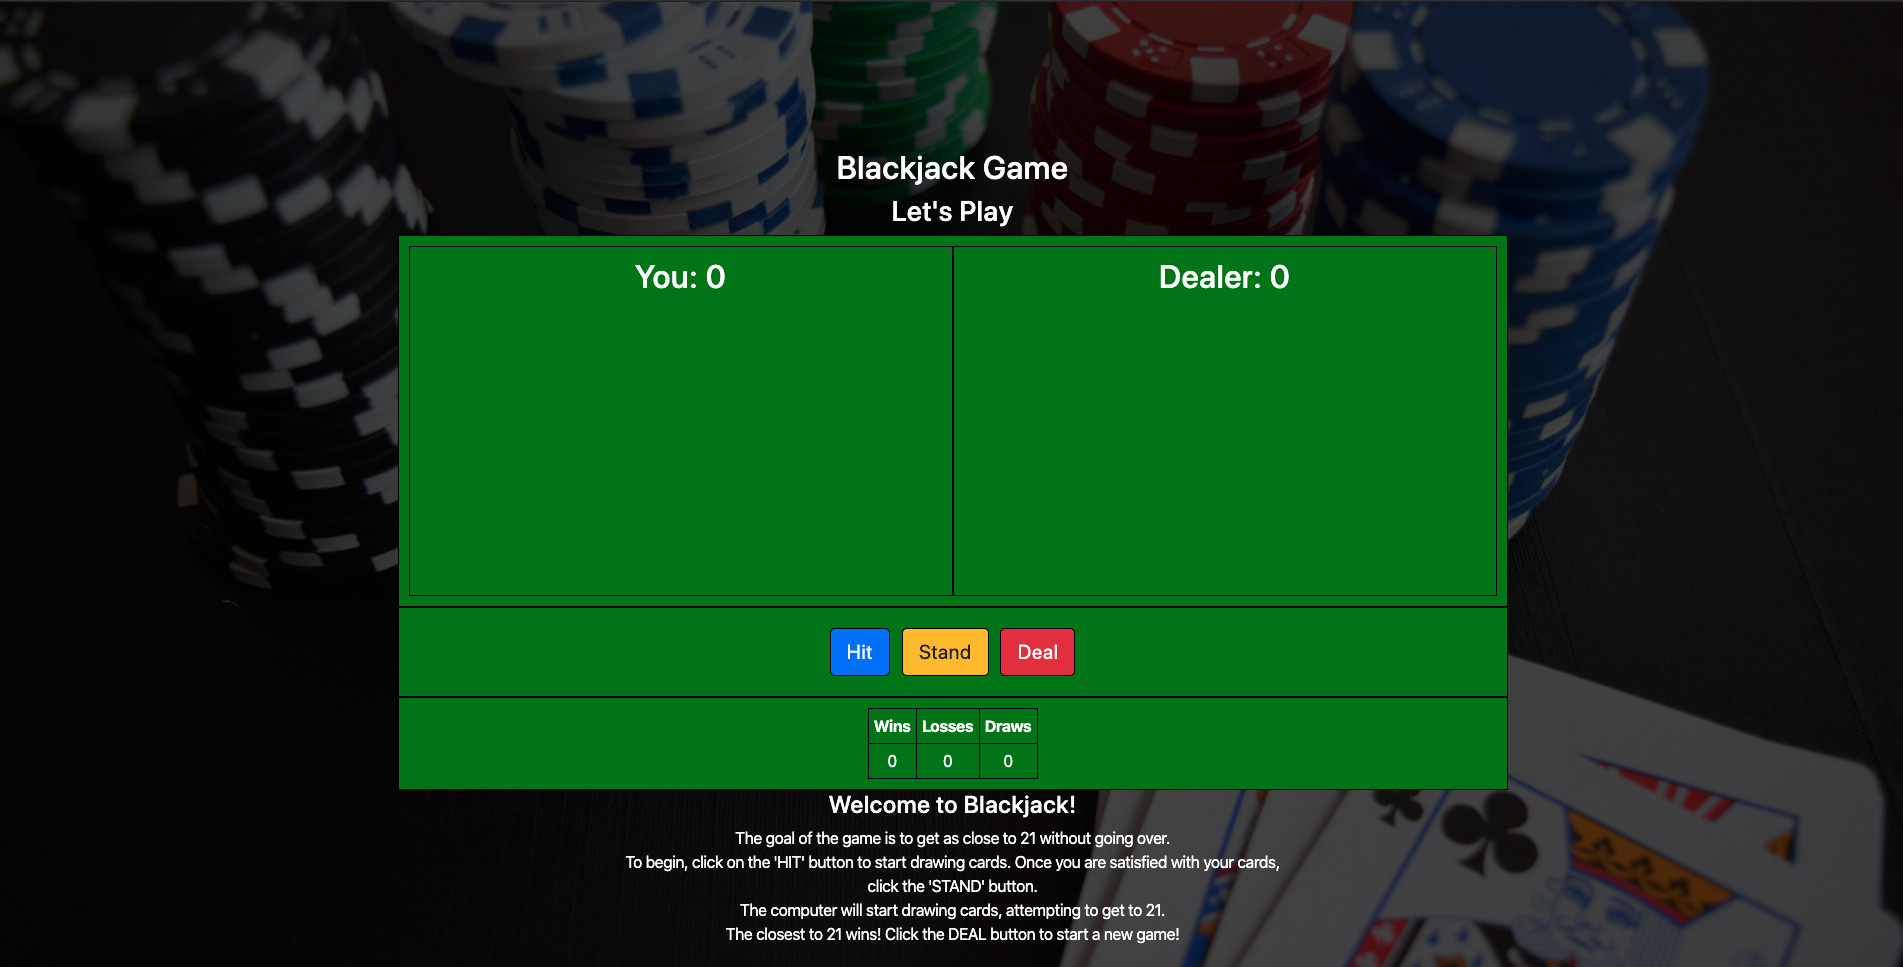 Blackjack Game
Let's Play
You: 0
Dealer: 0
Hit
Stand
Deal
Wins Losses Draws
0 0 0
Welcome to Blackjack!
The goal of the game is to get as close to 21 without going over.
To begin, click on the 'HIT' button to start drawing cards. Once you are satisfied with your cards,
click the 'STAND' button.
The computer will start drawing cards, attempting to get to 21.
The closest to 21 wins! Click the DEAL button to start a new game!